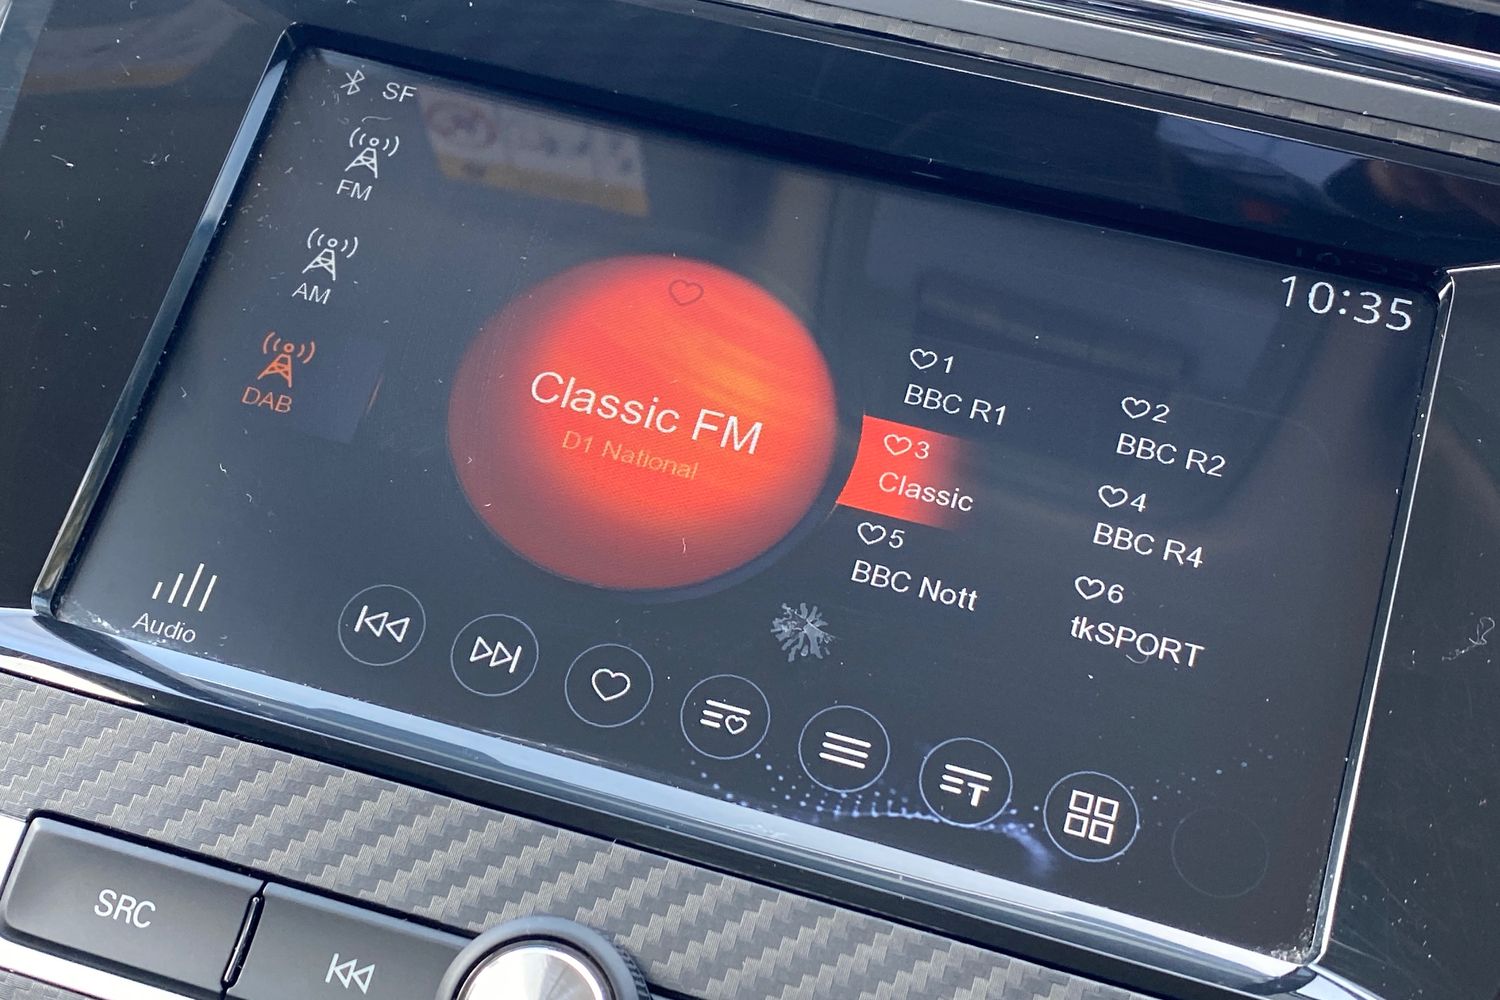 SF
FM
AM
DAB
Classic FM
D1 National
10:35
1
BBC R1
2
BBC R2
3
Classic
4
BBC R4
5
BBC Nott
6
tkSPORT
Audio
SRC